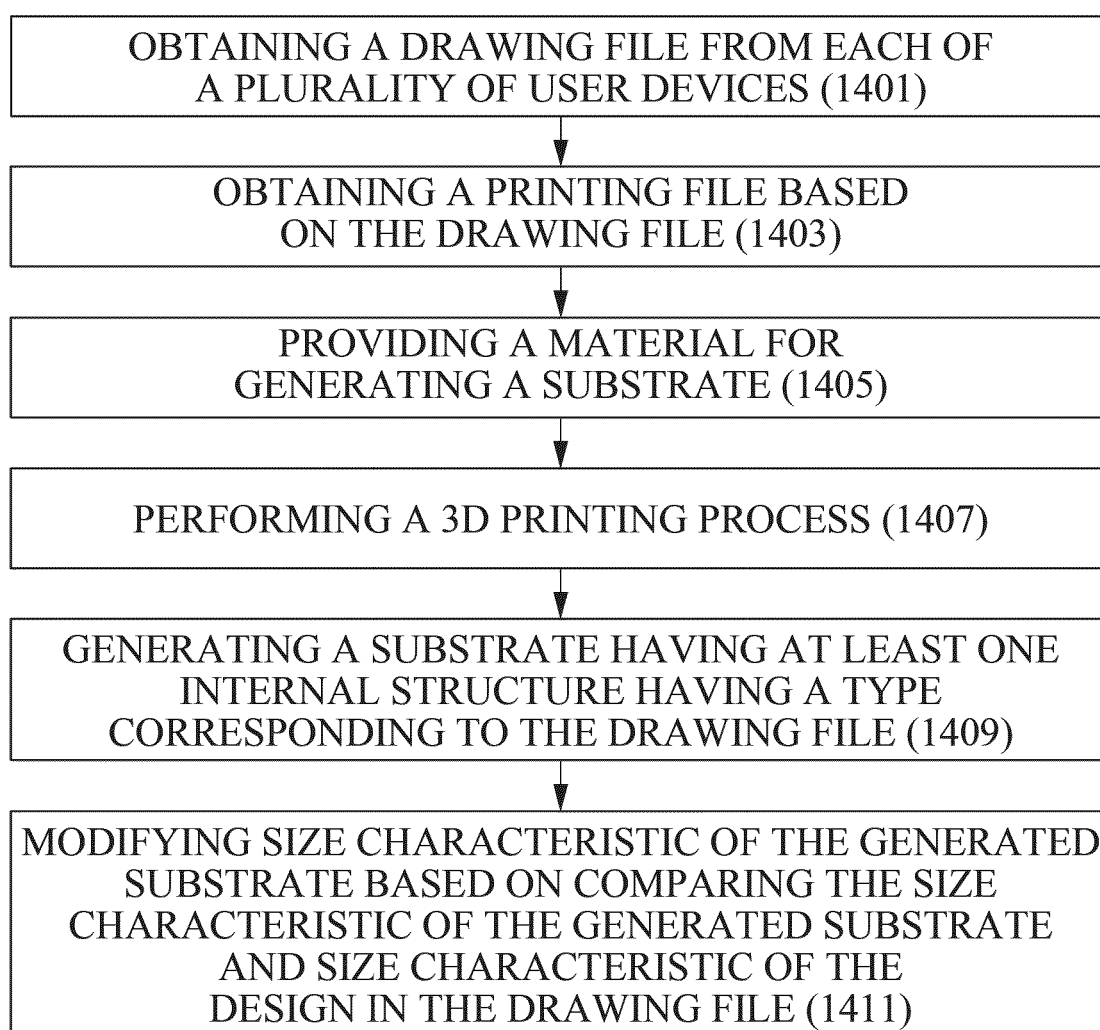 OBTAINING A DRAWING FILE FROM EACH OF
A PLURALITY OF USER DEVICES (1401)
OBTAINING A PRINTING FILE BASED
ON THE DRAWING FILE (1403)
PROVIDING A MATERIAL FOR
GENERATING A SUBSTRATE (1405)
PERFORMING A 3D PRINTING PROCESS (1407)
GENERATING A SUBSTRATE HAVING AT LEAST ONE
INTERNAL STRUCTURE HAVING A TYPE
CORRESPONDING TO THE DRAWING FILE (1409)
MODIFYING SIZE CHARACTERISTIC OF THE GENERATED
SUBSTRATE BASED ON COMPARING THE SIZE
CHARACTERISTIC OF THE GENERATED SUBSTRATE
AND SIZE CHARACTERISTIC OF THE
DESIGN IN THE DRAWING FILE (1411)